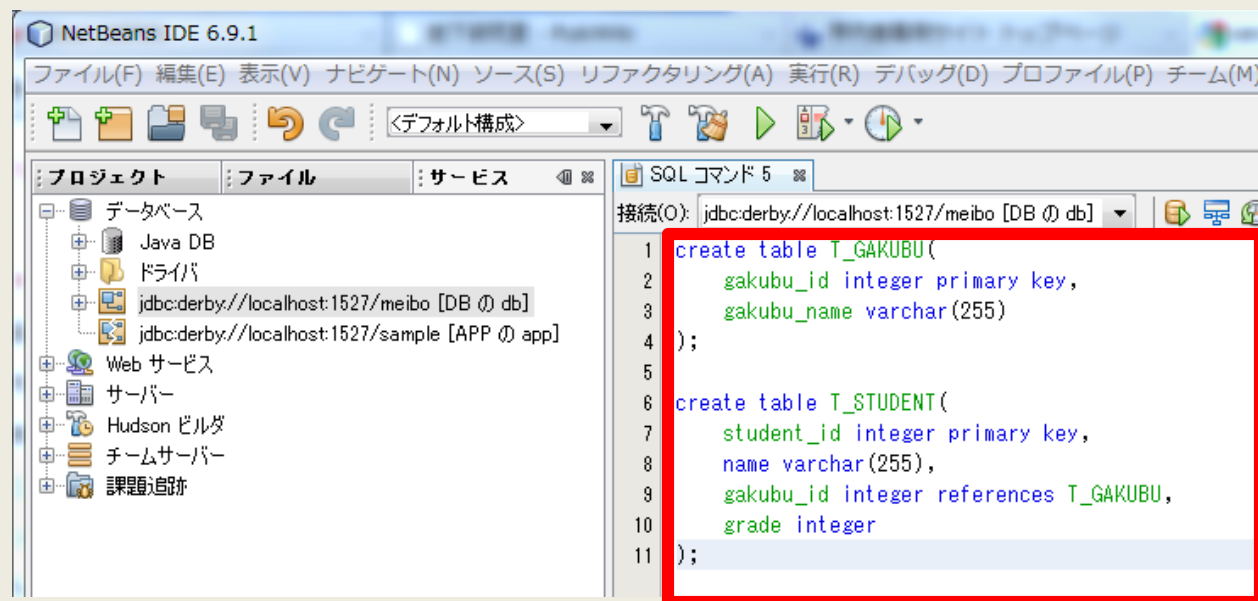 NetBeans IDE 6.9.1
ファイル(F) 編集(E) 表示(V) ナビゲート(N) ソース(S) リファクタリング(A) 実行(R) デバッグ(D) プロファイル(P) チーム(M)
<デフォルト構成>
プロジェクト ファイル サービス
データベース
Java DB
ドライバ
jdbc:derby://localhost:1527/meibo [DB の db]
jdbc:derby://localhost:1527/sample [APP の app]
Web サービス
サーバー
Hudson ビルダ
チームサーバー
課題追跡
SQL コマンド 5
接続(O): jdbc:derby://localhost:1527/meibo [DB の db]
1 create table T_GAKUBU(
2 gakubu_id integer primary key,
3 gakubu_name varchar(255)
4 );
5
6 create table T_STUDENT(
7 student_id integer primary key,
8 name varchar(255),
9 gakubu_id integer references T_GAKUBU,
10 grade integer
11 );